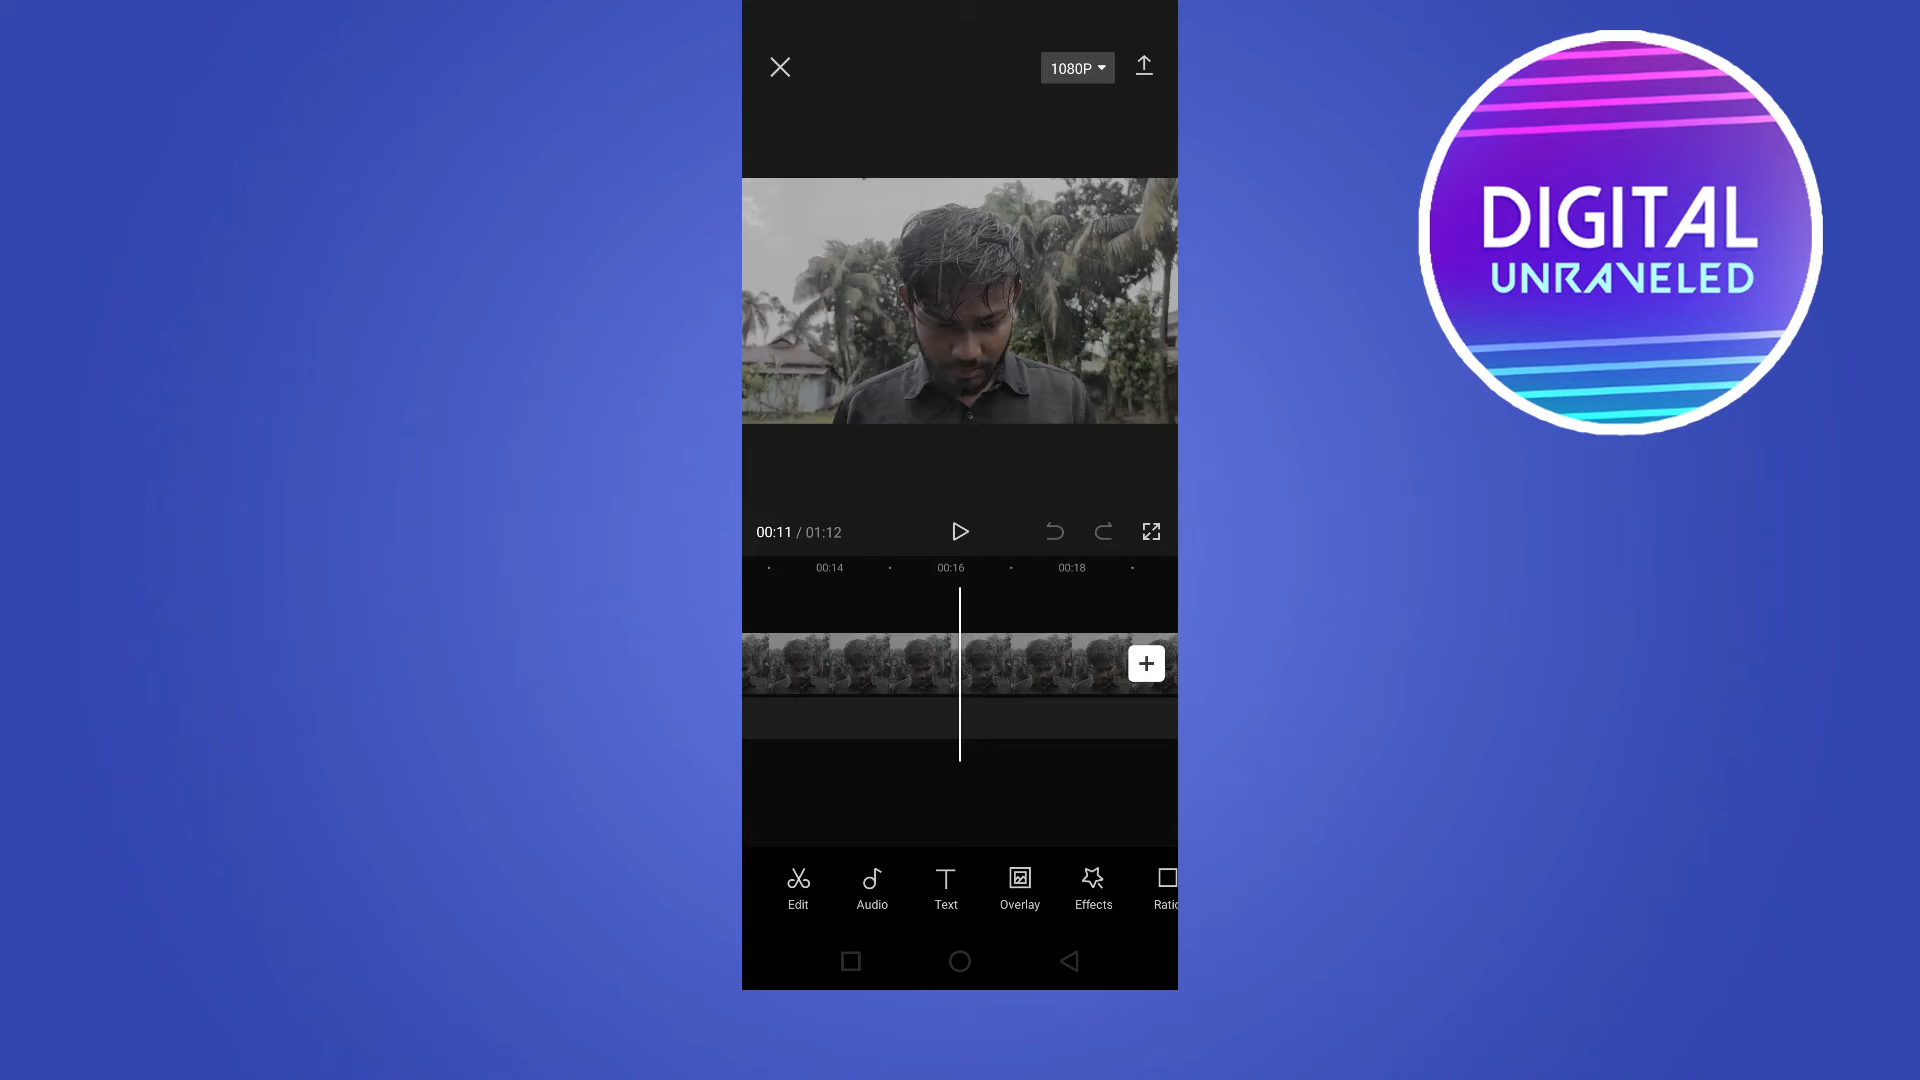 1080P
DIGITAL
UNRAVELED
00:11 / 01:12
00:14 00:16 00:18
Edit Audio Text Overlay Effects Ratio